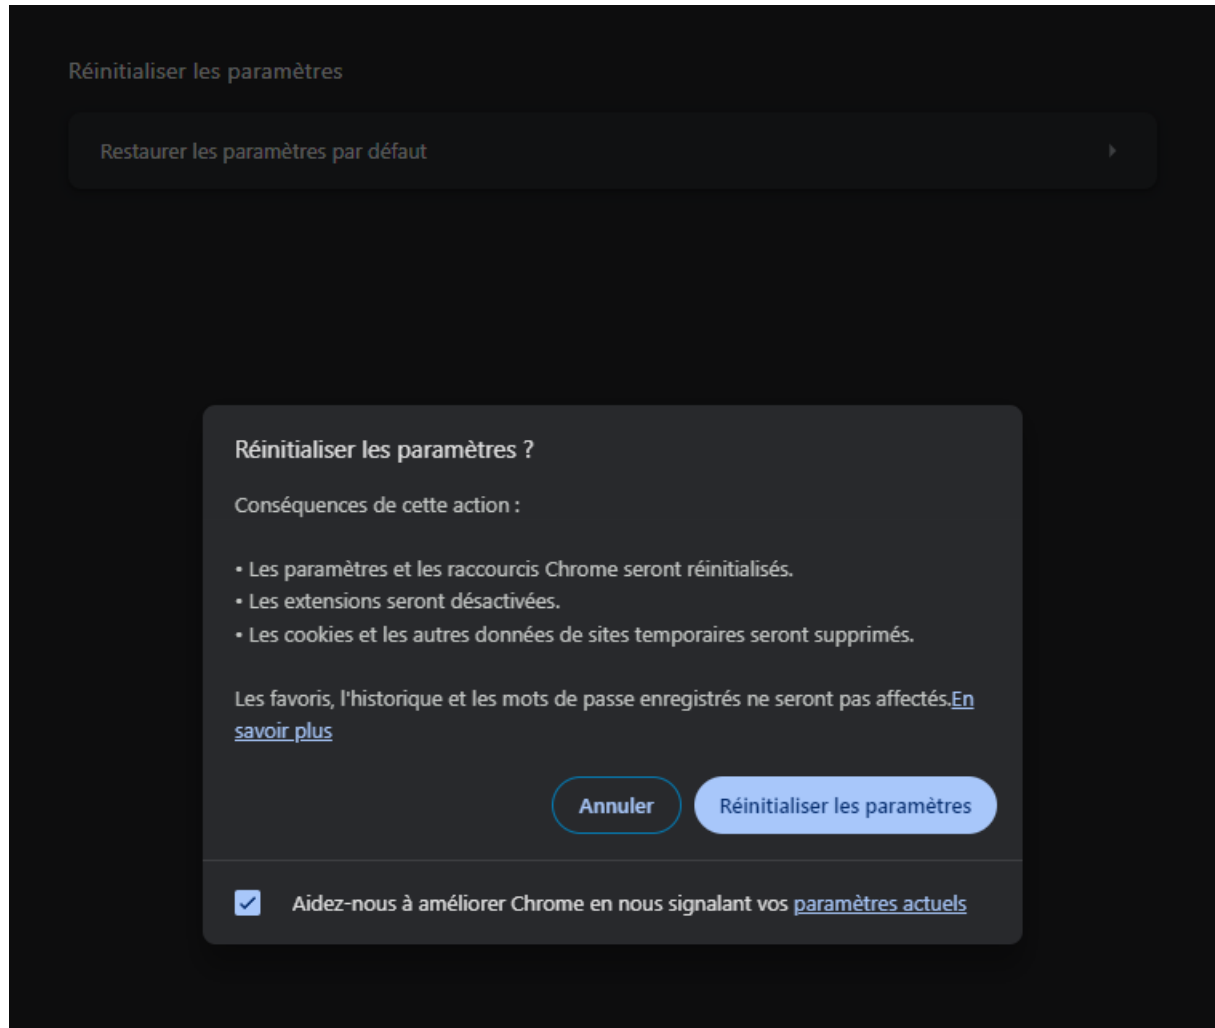 Réinitialiser les paramètres
Restaurer les paramètres par défaut
Réinitialiser les paramètres ?
Conséquences de cette action :
• Les paramètres et les raccourcis Chrome seront réinitialisés.
• Les extensions seront désactivées.
• Les cookies et les autres données de sites temporaires seront supprimés.
Les favoris, l'historique et les mots de passe enregistrés ne seront pas affectés.En
savoir plus
Annuler
Réinitialiser les paramètres
Aidez-nous à améliorer Chrome en nous signalant vos paramètres actuels